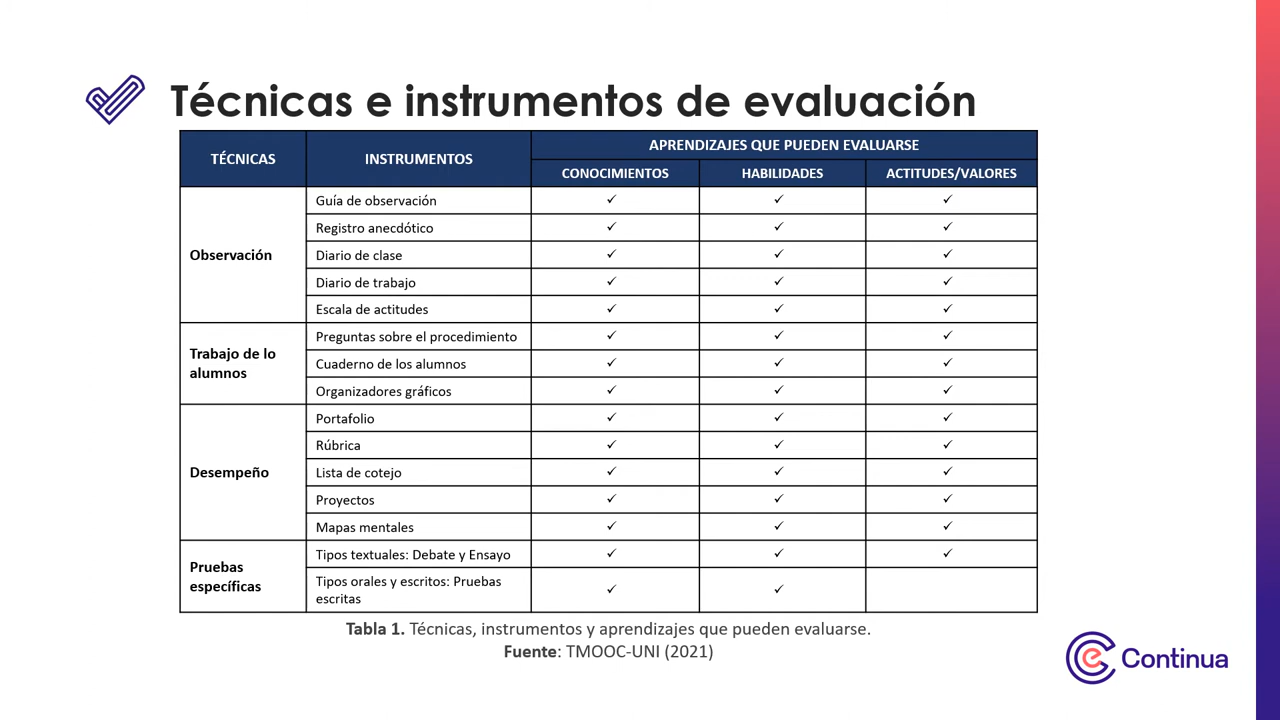 Técnicas e instrumentos de evaluación
TÉCNICAS
INSTRUMENTOS
APRENDIZAJES QUE PUEDEN EVALUARSE
CONOCIMIENTOS
HABILIDADES
ACTITUDES/VALORES
Observación
Guía de observación ✓ ✓ ✓
Registro anecdótico ✓ ✓ ✓
Diario de clase ✓ ✓ ✓
Diario de trabajo ✓ ✓ ✓
Escala de actitudes ✓ ✓ ✓
Trabajo de lo
alumnos
Preguntas sobre el procedimiento ✓ ✓ ✓
Cuaderno de los alumnos ✓ ✓ ✓
Organizadores gráficos ✓ ✓ ✓
Desempeño
Portafolio ✓ ✓ ✓
Rúbrica ✓ ✓ ✓
Lista de cotejo ✓ ✓ ✓
Proyectos ✓ ✓ ✓
Mapas mentales ✓ ✓ ✓
Pruebas
específicas
Tipos textuales: Debate y Ensayo ✓ ✓ ✓
Tipos orales y escritos: Pruebas
escritas ✓ ✓
Tabla 1. Técnicas, instrumentos y aprendizajes que pueden evaluarse.
Fuente: TMOOC-UNI (2021)
Continua